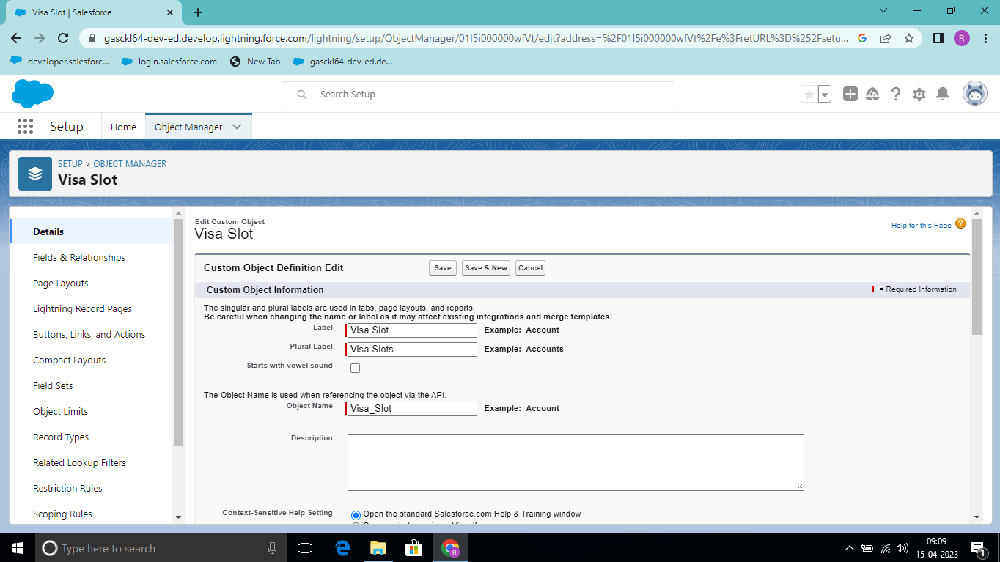 Visa Slot | Salesforce
gasckl64-dev-ed.develop.lightning.force.com/lightning/setup/ObjectManager/01I5i000000wfVt/edit?address=%2F01I5i000000wfVt%2Fe%3FretURL%3D%252Fsetu...
R
developer.salesforc...
login.salesforce.com
New Tab
gasckl64-dev-ed.de...
Search Setup
Setup
Home
Object Manager
SETUP > OBJECT MANAGER
Visa Slot
Details
Fields & Relationships
Page Layouts
Lightning Record Pages
Buttons, Links, and Actions
Compact Layouts
Field Sets
Object Limits
Record Types
Related Lookup Filters
Restriction Rules
Scoping Rules
Edit Custom Object
Visa Slot
Help for this Page
Custom Object Definition Edit
Save
Save & New
Cancel
Custom Object Information
= Required Information
The singular and plural labels are used in tabs, page layouts, and reports.
Be careful when changing the name or label as it may affect existing integrations and merge templates.
Label Visa Slot Example: Account
Plural Label Visa Slots Example: Accounts
Starts with vowel sound
The Object Name is used when referencing the object via the API.
Object Name Visa_Slot Example: Account
Description
Context-Sensitive Help Setting Open the standard Salesforce.com Help & Training window
Type here to search
R
09:09
15-04-2023
1